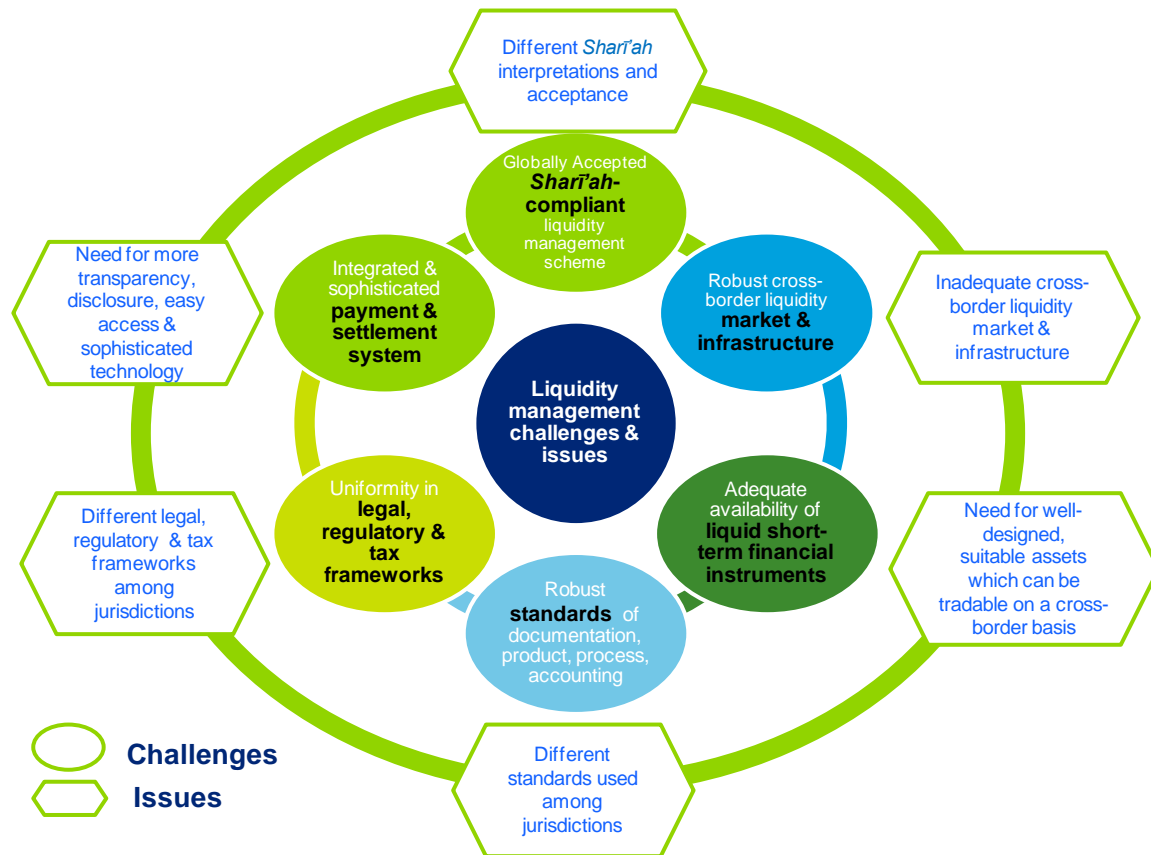 Different Sharī'ah
interpretations and
acceptance
Globally Accepted
Sharī'ah-
compliant
liquidity
management
scheme
Need for more
transparency,
disclosure, easy
access &
sophisticated
technology
Integrated &
sophisticated
payment &
settlement
system
Robust cross-
border liquidity
market &
infrastructure
Inadequate cross-
border liquidity
market &
infrastructure
Liquidity
management
challenges &
issues
Different legal,
regulatory & tax
frameworks
among
jurisdictions
Uniformity in
legal,
regulatory &
tax
frameworks
Adequate
availability of
liquid short-
term financial
instruments
Need for well-
designed,
suitable assets
which can be
tradable on a cross-
border basis
Robust
standards of
documentation,
product, process,
accounting
Different
standards used
among
jurisdictions
Challenges
Issues